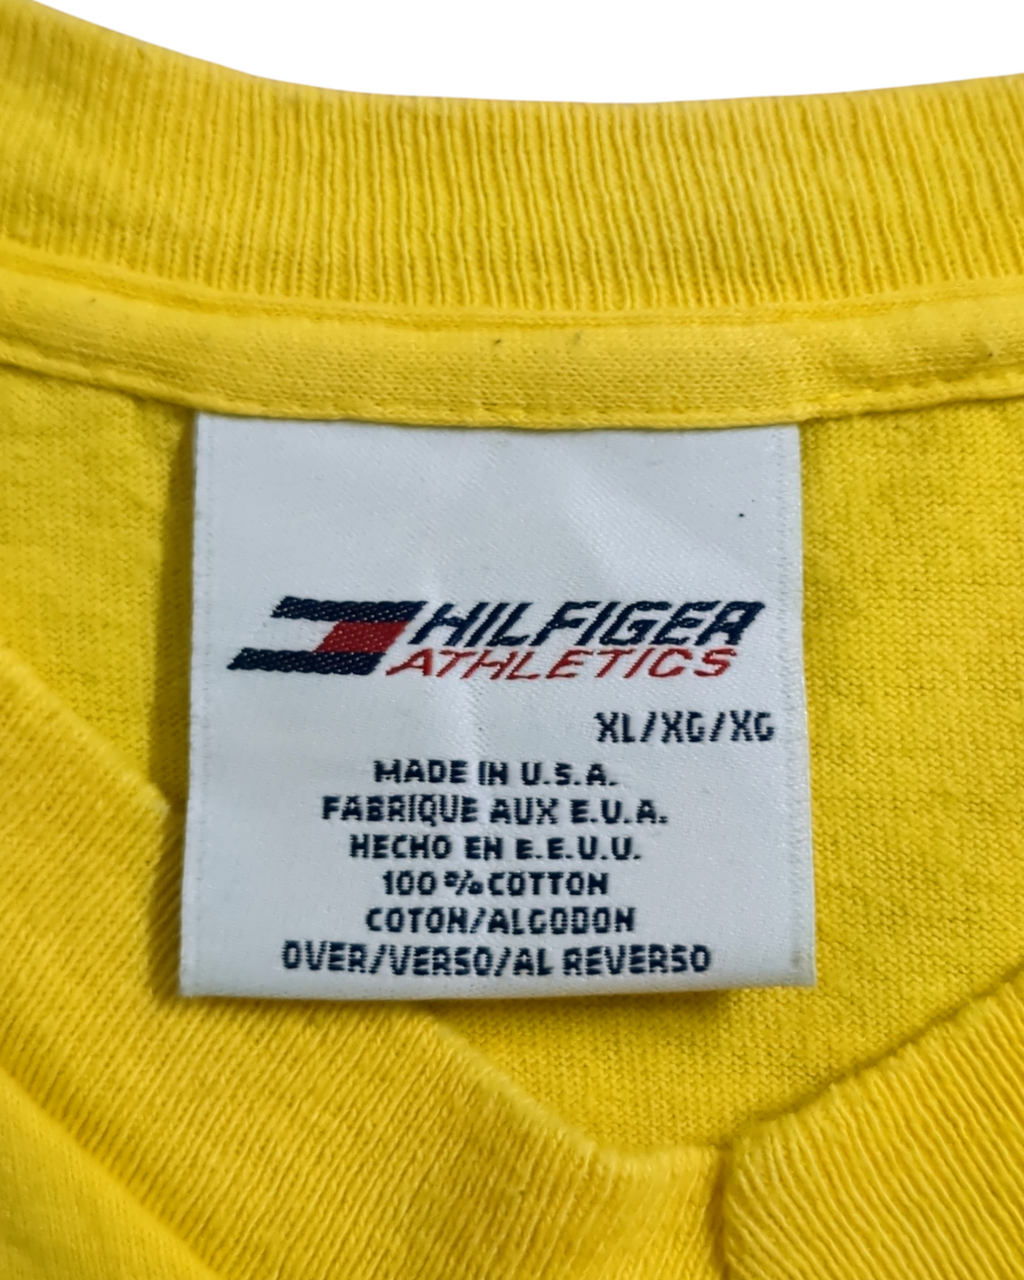 HILFIGER
ATHLETICS
XL/XG/XG
MADE IN U.S.A.
FABRIQUE AUX E.U.A.
HECHO EN E.E.U.U.
100%COTTON
COTON/ALGODON
OVER/VERSO/AL REVERSO